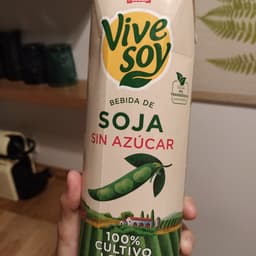 Vive
soy
BEBIDA DE
SOJA
SIN AZÚCAR
100%
CULTIVO